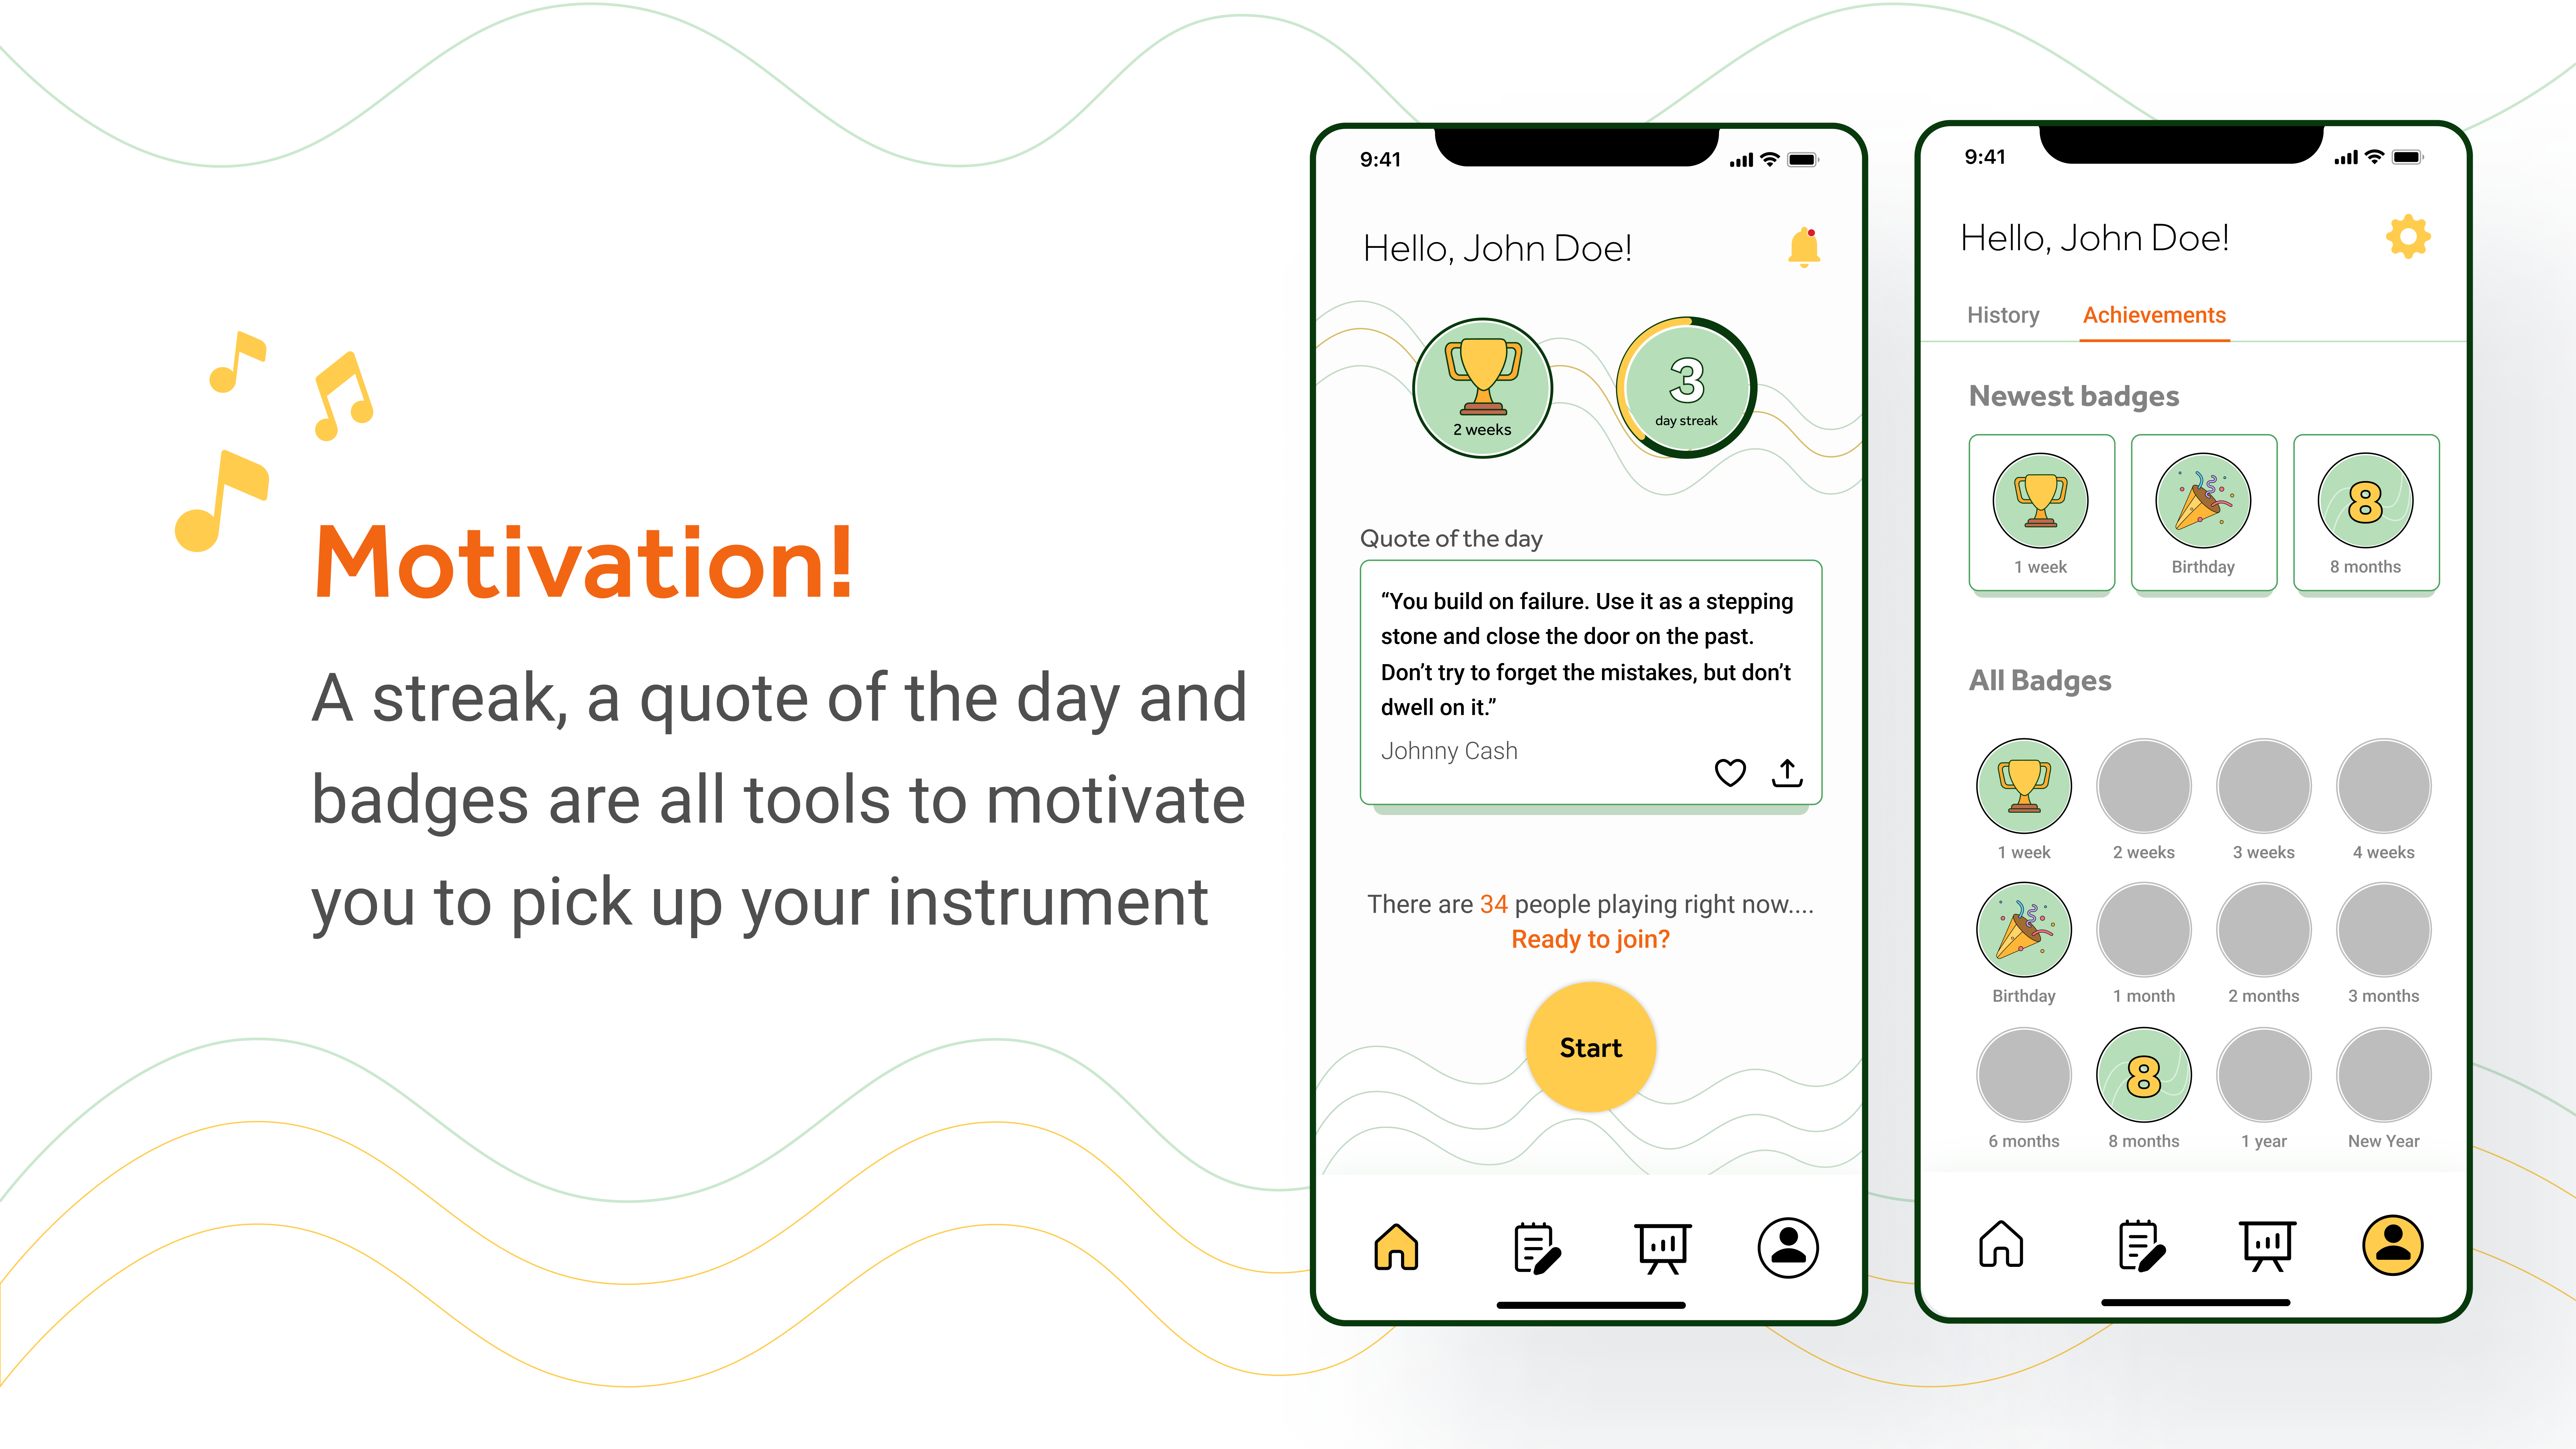 Motivation!
A streak, a quote of the day and
badges are all tools to motivate
you to pick up your instrument
9:41
Hello, John Doe!
2 weeks
3
day streak
Quote of the day
“You build on failure. Use it as a stepping
stone and close the door on the past.
Don’t try to forget the mistakes, but don’t
dwell on it.”
Johnny Cash
There are 34 people playing right now....
Ready to join?
Start
9:41
Hello, John Doe!
History Achievements
Newest badges
8
1 week Birthday 8 months
All Badges
1 week 2 weeks 3 weeks 4 weeks
Birthday 1 month 2 months 3 months
8
6 months 8 months 1 year New Year